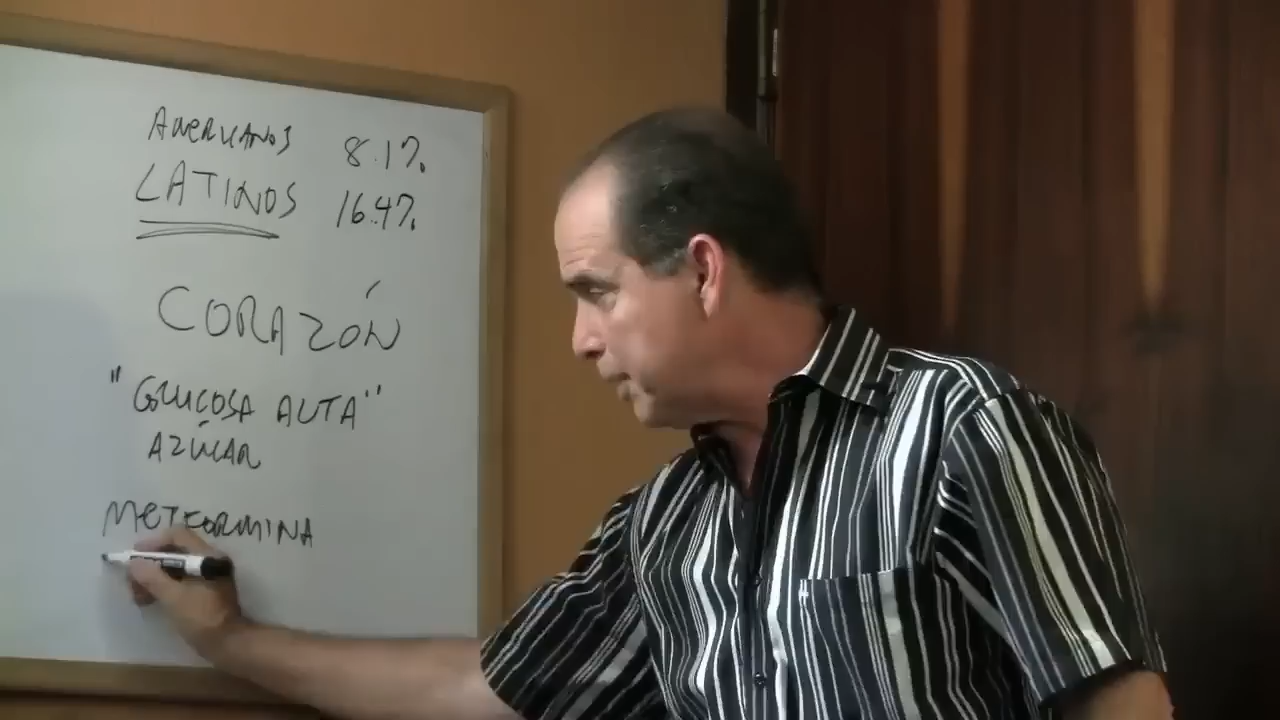 AMERICANOS 8.1%
LATINOS 16.4%
CORAZÓN
"GLUCOSA ALTA"
AZÚCAR
METFORMINA